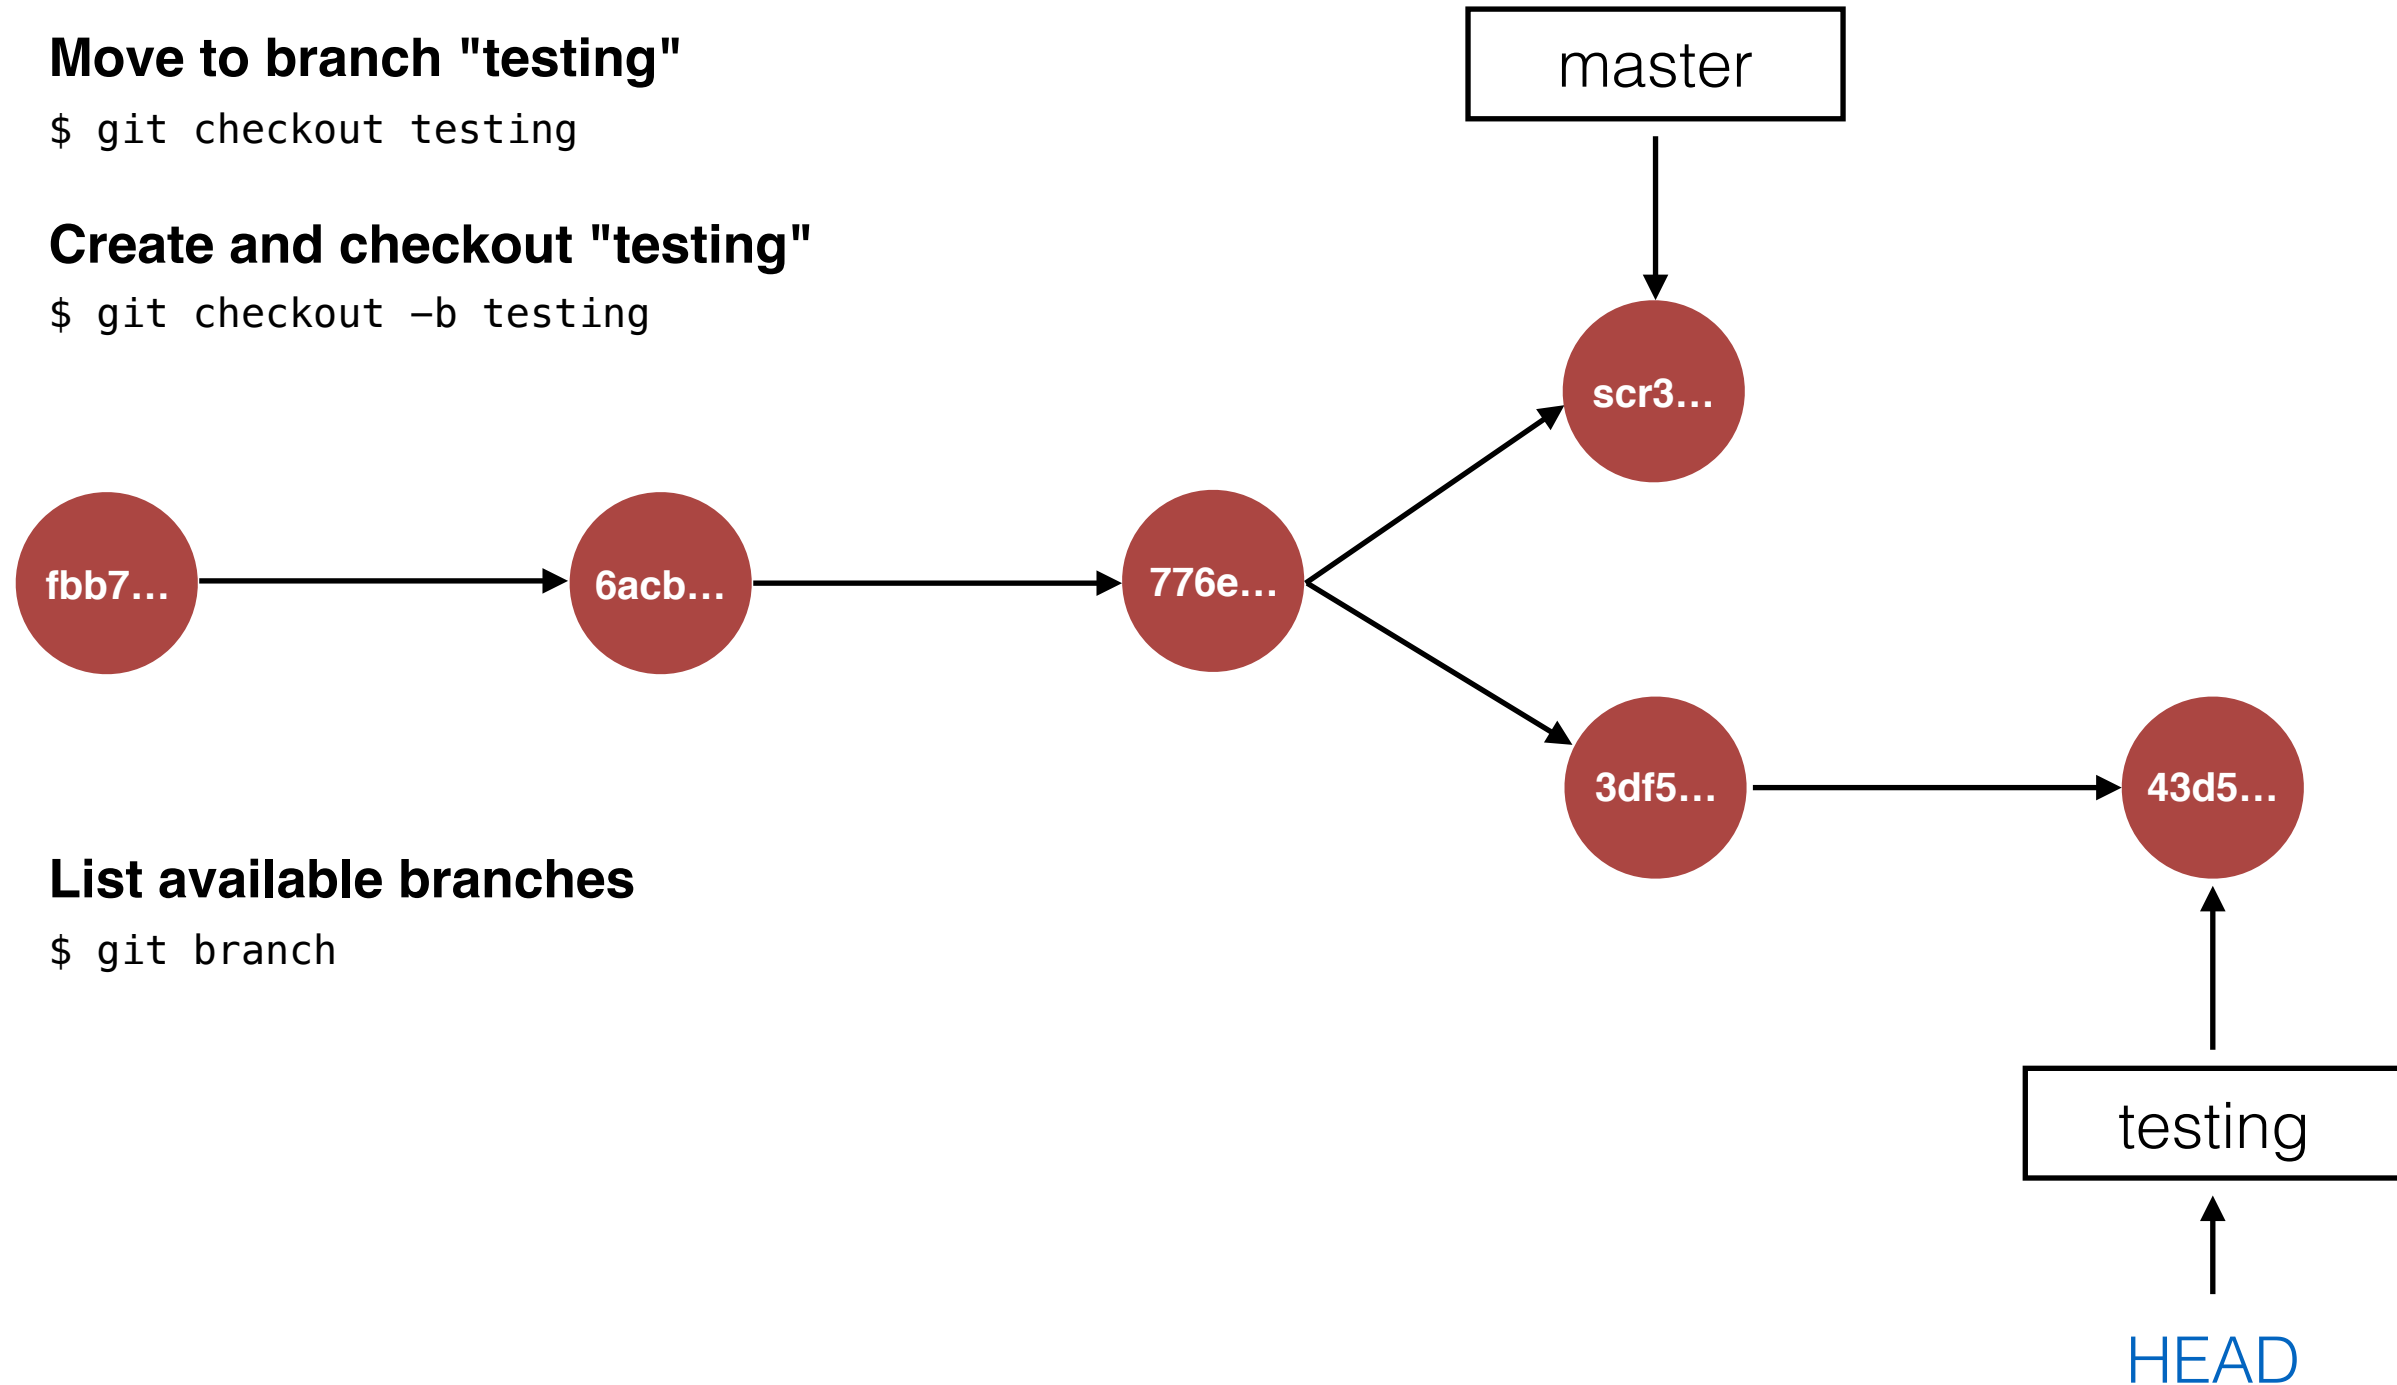 Move to branch "testing"
$ git checkout testing
Create and checkout "testing"
$ git checkout –b testing
master
scr3…
fbb7…
6acb…
776e…
3df5…
43d5…
List available branches
$ git branch
testing
HEAD